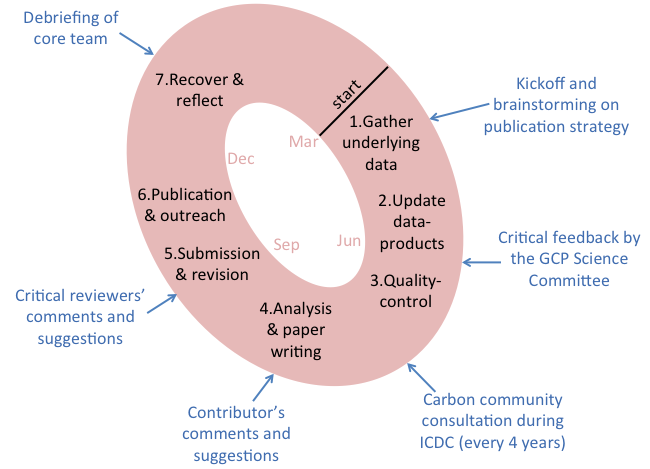 Debriefing of
core team
7.Recover &
reflect
start
Kickoff and
brainstorming on
publication strategy
1.Gather
underlying
data
Mar
Dec
6.Publication
& outreach
2.Update
data-
products
Critical feedback by
the GCP Science
Committee
Sep
Jun
5.Submission
& revision
3.Quality-
control
Critical reviewers’
comments and
suggestions
4.Analysis
& paper
writing
Contributor’s
comments and
suggestions
Carbon community
consultation during
ICDC (every 4 years)